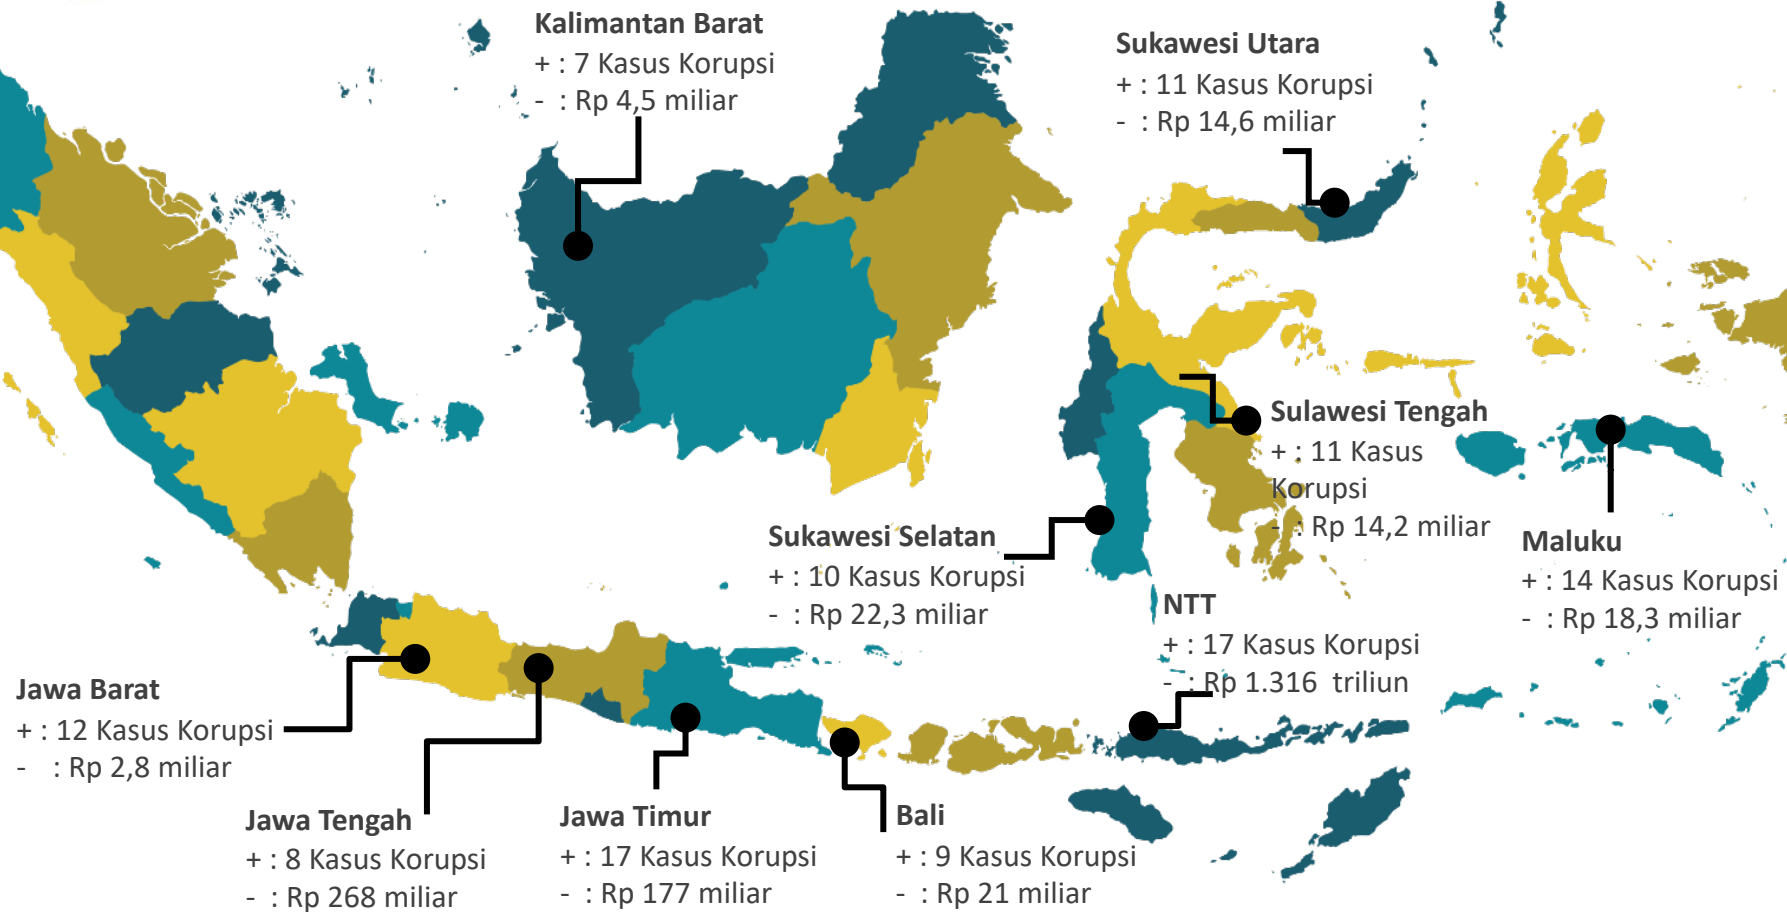 Kalimantan Barat
+ : 7 Kasus Korupsi
- : Rp 4,5 miliar
Sukawesi Utara
+ : 11 Kasus Korupsi
- : Rp 14,6 miliar
Sulawesi Tengah
+ : 11 Kasus
Korupsi
- : Rp 14,2 miliar
Sukawesi Selatan
+ : 10 Kasus Korupsi
- : Rp 22,3 miliar
Maluku
+ : 14 Kasus Korupsi
- : Rp 18,3 miliar
NTT
+ : 17 Kasus Korupsi
- : Rp 1.316 triliun
Jawa Barat
+ : 12 Kasus Korupsi
- : Rp 2,8 miliar
Jawa Tengah
+ : 8 Kasus Korupsi
- : Rp 268 miliar
Jawa Timur
+ : 17 Kasus Korupsi
- : Rp 177 miliar
Bali
+ : 9 Kasus Korupsi
- : Rp 21 miliar